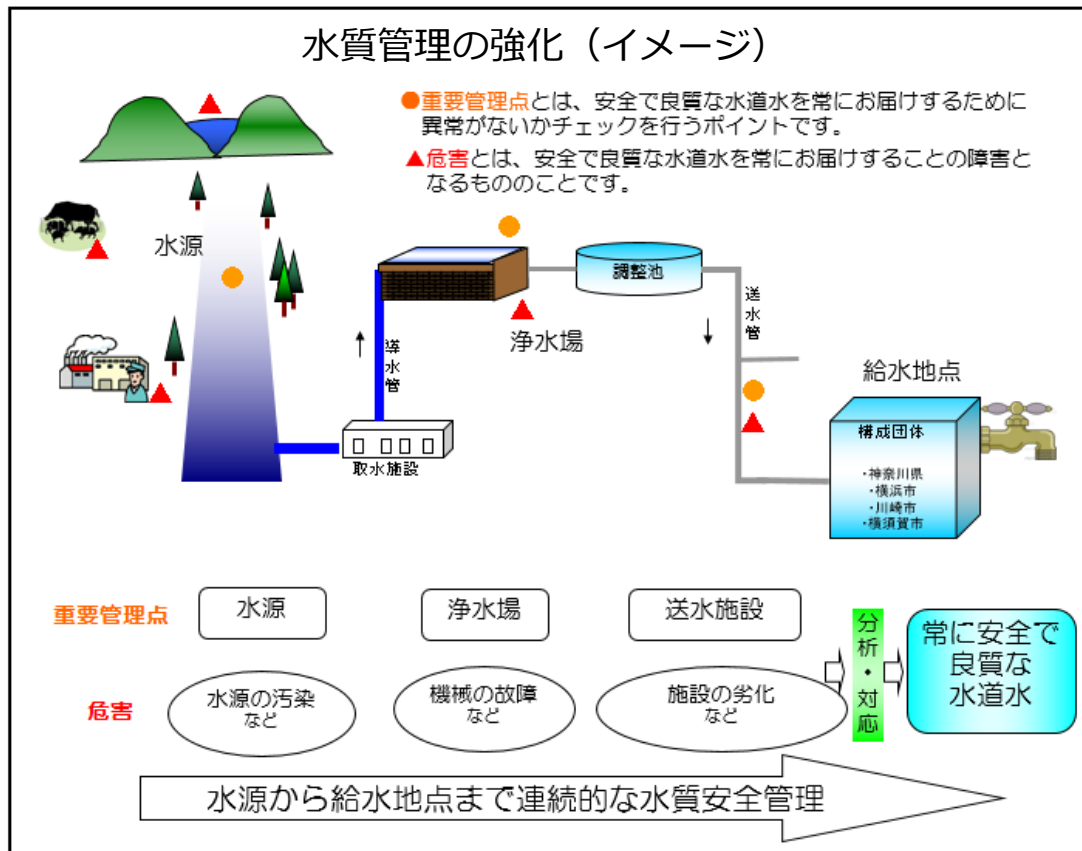 水質管理の強化（イメージ）
●重要管理点とは、安全で良質な水道水を常にお届けするために
異常がないかチェックを行うポイントです。
▲危害とは、安全で良質な水道水を常にお届けすることの障害と
なるもののことです。
水源
浄水場
調整池
送水管
導水管
取水施設
給水地点
構成団体
・神奈川県
・横浜市
・川崎市
・横須賀市
重要管理点
水源
浄水場
送水施設
危害
水源の汚染
など
機械の故障
など
施設の劣化
など
分析・対応
常に安全で
良質な
水道水
水源から給水地点まで連続的な水質安全管理